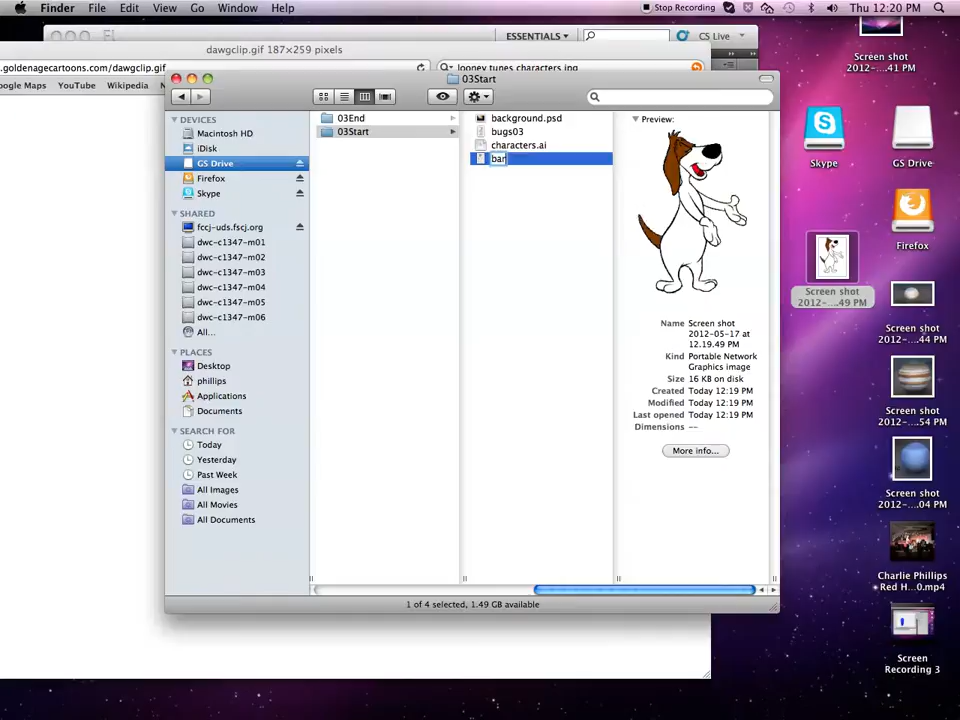 Finder File Edit View Go Window Help
Stop Recording Thu 12:20 PM
ESSENTIALS CS Live
dawgclip.gif 187×259 pixels
.goldenagecartoons.com/dawgclip.gif
looney tunes characters jpg
ogle Maps YouTube Wikipedia
03Start
DEVICES
Macintosh HD
iDisk
GS Drive
Firefox
Skype
SHARED
fccj-uds.fscj.org
dwc-c1347-m01
dwc-c1347-m02
dwc-c1347-m03
dwc-c1347-m04
dwc-c1347-m05
dwc-c1347-m06
All...
PLACES
Desktop
phillips
Applications
Documents
SEARCH FOR
Today
Yesterday
Past Week
All Images
All Movies
All Documents
03End
03Start
background.psd
bugs03
characters.ai
bar
Preview:
Name Screen shot
2012-05-17 at
12.19.49 PM
Kind Portable Network
Graphics image
Size 16 KB on disk
Created Today 12:19 PM
Modified Today 12:19 PM
Last opened Today 12:19 PM
Dimensions --
More info...
1 of 4 selected, 1.49 GB available
Screen shot
2012-....41 PM
Skype
GS Drive
Firefox
Screen shot
2012-....49 PM
Screen shot
2012-....44 PM
Screen shot
2012-....54 PM
Screen shot
2012-....04 PM
Charlie Phillips
Red H...0.mp4
Screen
Recording 3